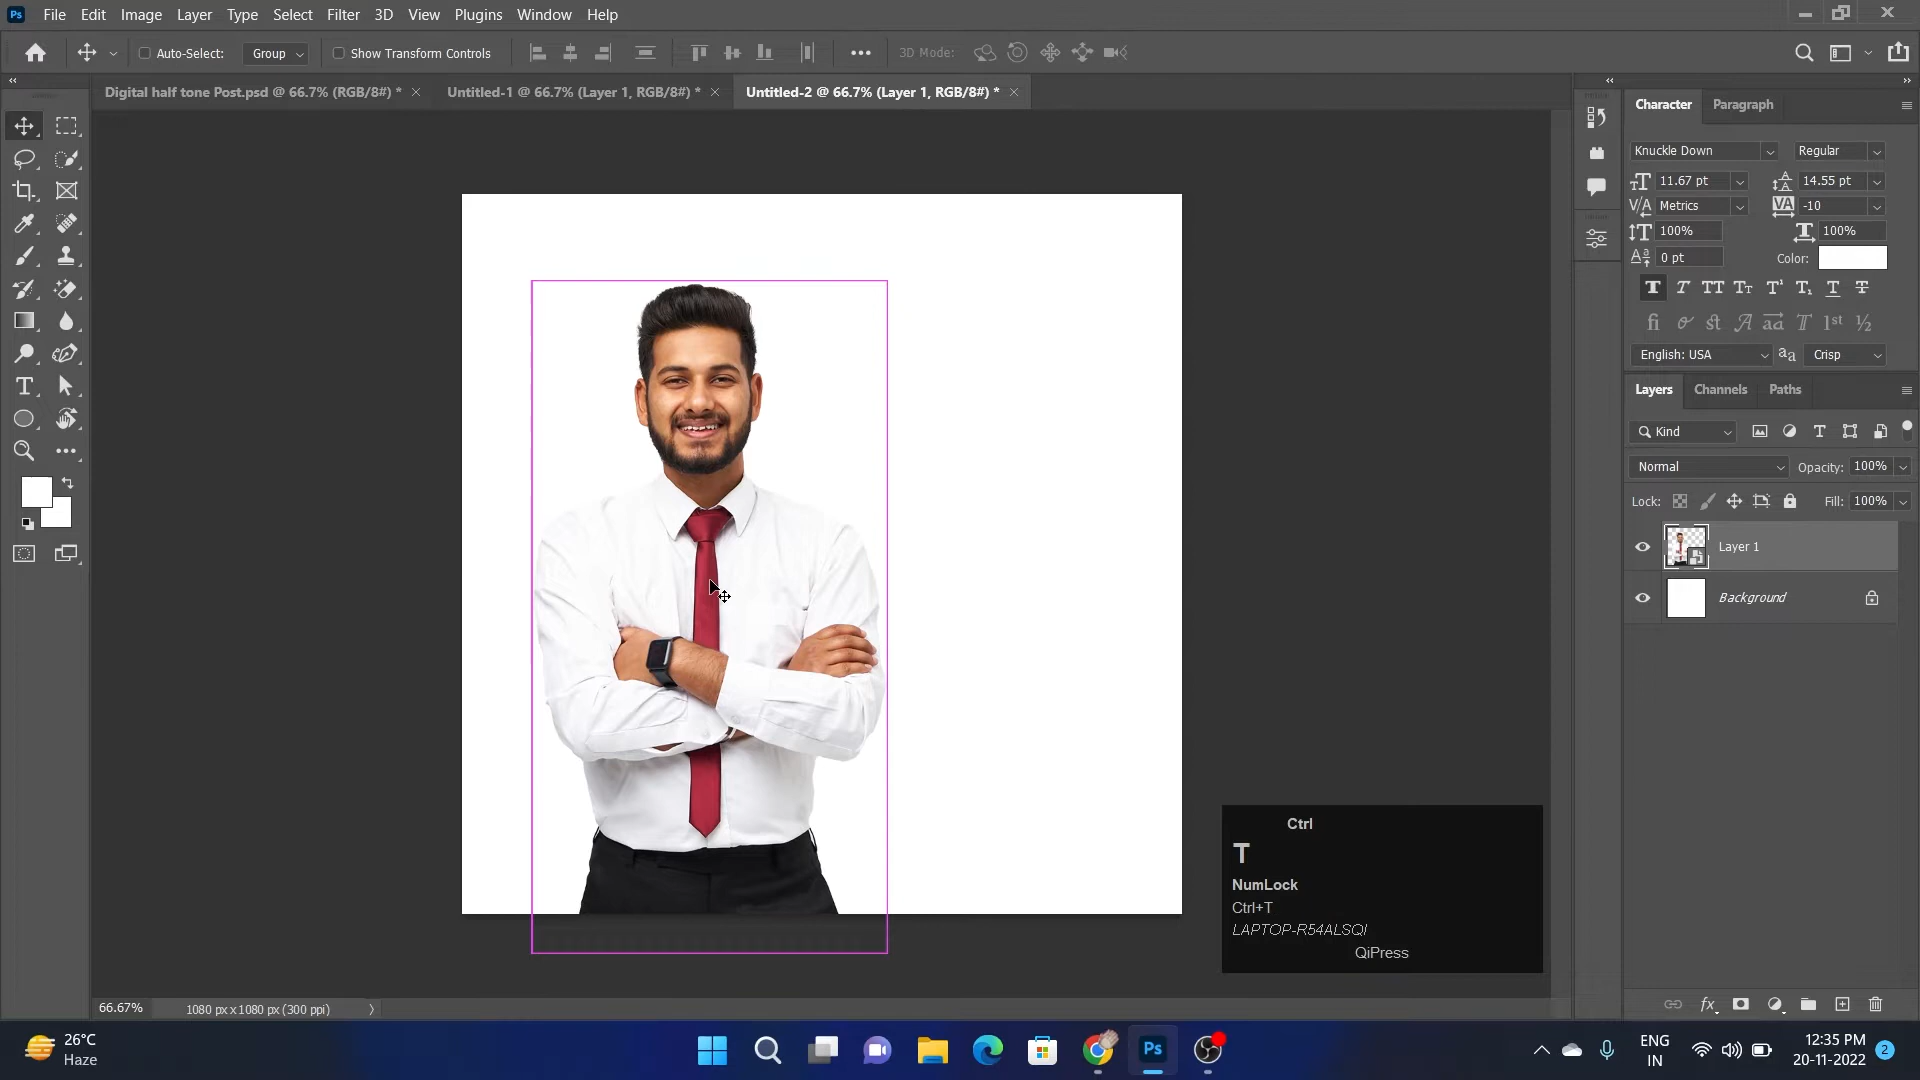 Ps File Edit Image Layer Type Select Filter 3D View Plugins Window Help
Auto-Select: Group Show Transform Controls 3D Mode:
Digital half tone Post.psd @ 66.7% (RGB/8#) * Untitled-1 @ 66.7% (Layer 1, RGB/8#) * Untitled-2 @ 66.7% (Layer 1, RGB/8#) *
Character Paragraph
Knuckle Down Regular
11.67 pt 14.55 pt
Metrics -10
100% 100%
0 pt Color:
English: USA aa Crisp
Layers Channels Paths
Kind
Normal Opacity: 100%
Lock: Fill: 100%
Layer 1
Background
Ctrl
T
NumLock
Ctrl+T
LAPTOP-R54ALSQI
QiPress
66.67% 1080 px x 1080 px (300 ppi)
26°C
Haze
Ps
ENG
IN
12:35 PM
20-11-2022
2